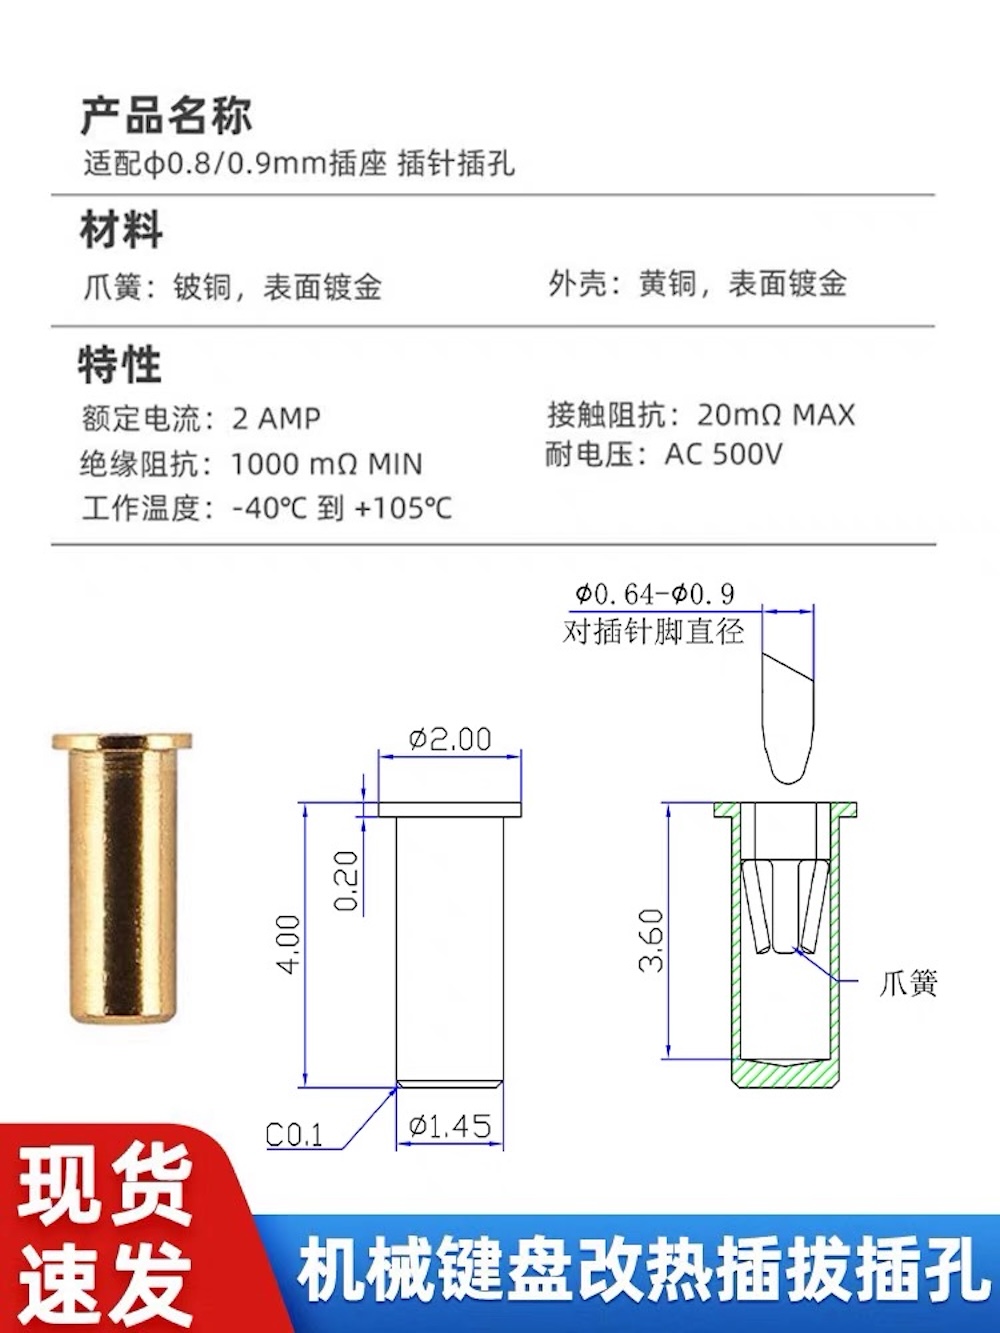 产品名称
适配ф0.8/0.9mm插座 插针插孔
材料
爪簧：铍铜，表面镀金
外壳：黄铜，表面镀金
特性
额定电流：2 AMP
接触阻抗：20mΩ MAX
绝缘阻抗：1000 mΩ MIN
耐电压：AC 500V
工作温度：-40℃ 到 +105℃
ϕ0.64-ϕ0.9
对插针脚直径
ø2.00
0.20
4.00
3.60
爪簧
C0.1
ø1.45
现货
速发
机械键盘改热插拔插孔